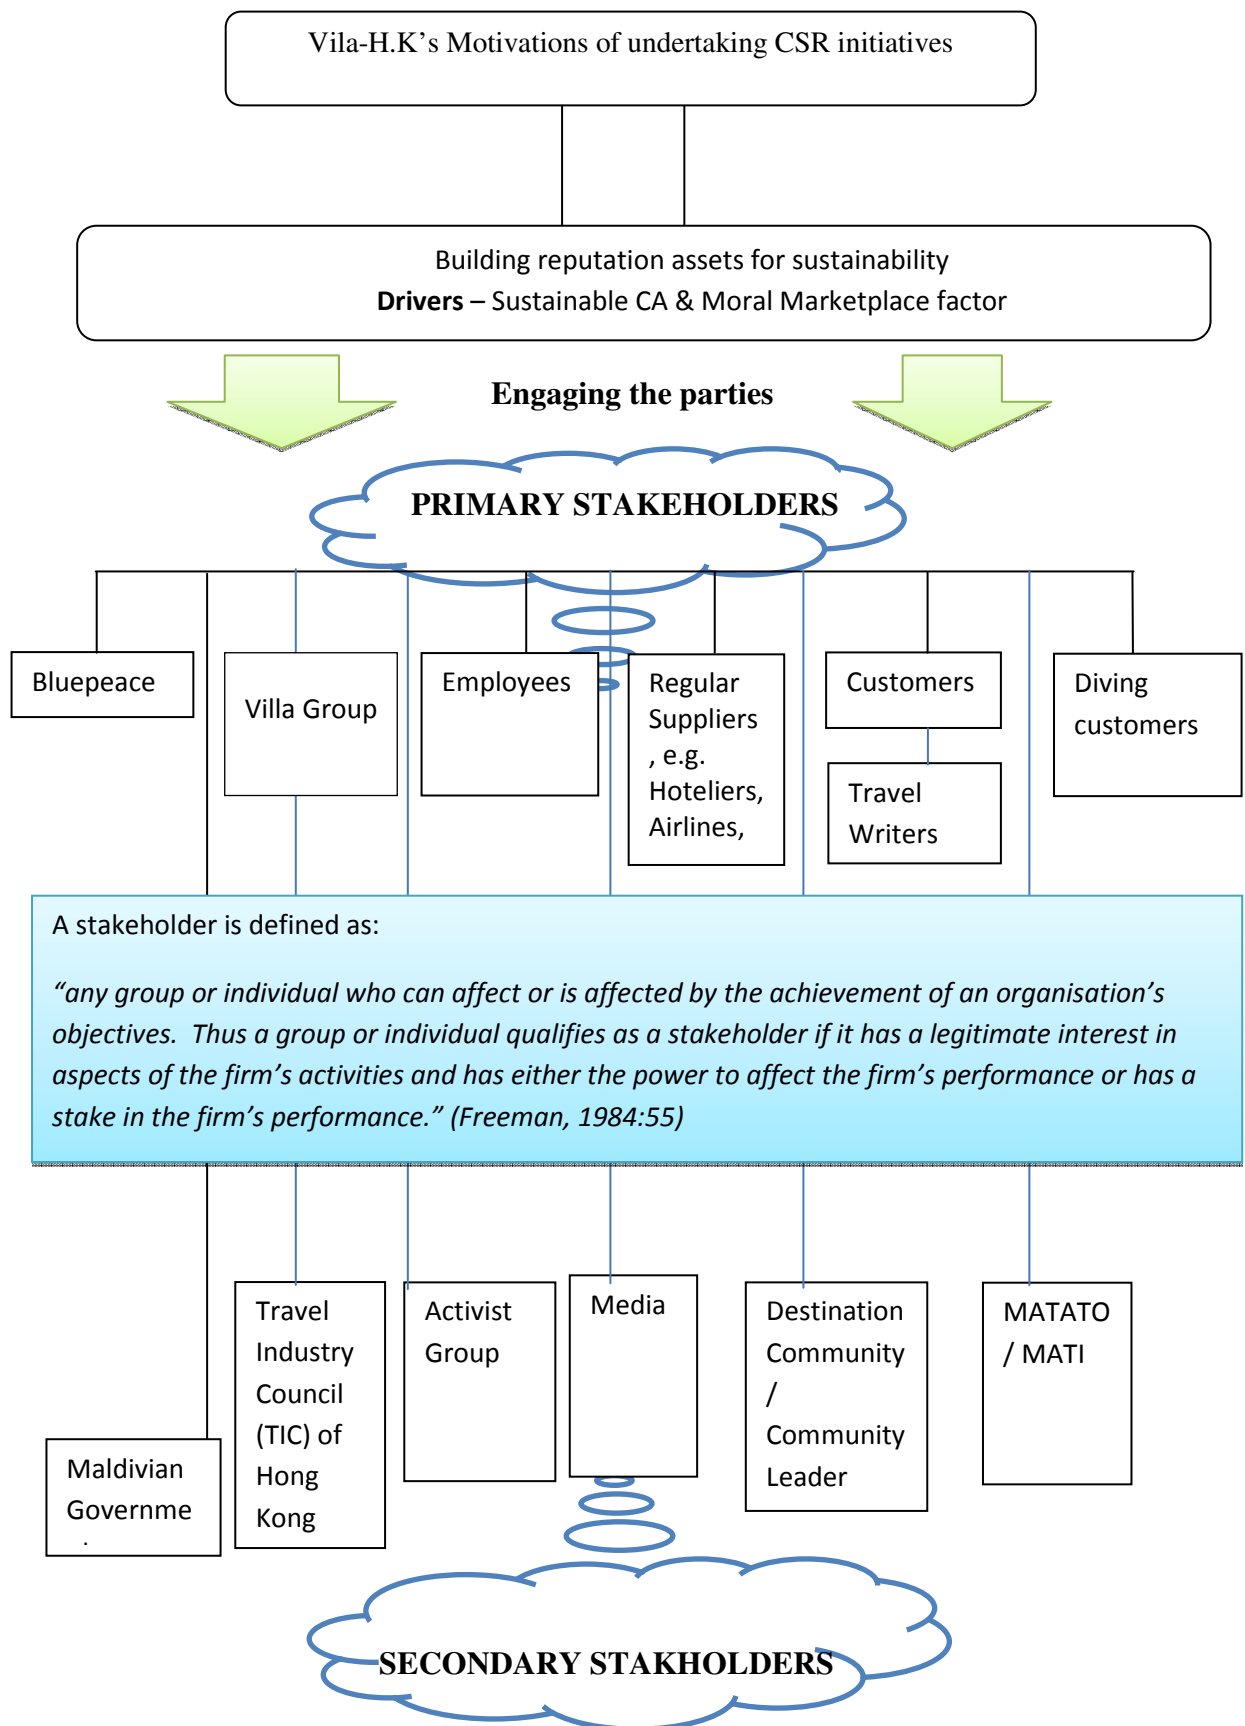 Vila-H.K’s Motivations of undertaking CSR initiatives
Building reputation assets for sustainability
Drivers – Sustainable CA & Moral Marketplace factor
Engaging the parties
PRIMARY STAKEHOLDERS
Bluepeace
Villa Group
Employees
Regular
Suppliers
, e.g.
Hoteliers,
Airlines,
Customers
Travel
Writers
Diving
customers
A stakeholder is defined as:
“any group or individual who can affect or is affected by the achievement of an organisation’s
objectives.  Thus a group or individual qualifies as a stakeholder if it has a legitimate interest in
aspects of the firm’s activities and has either the power to affect the firm’s performance or has a
stake in the firm’s performance.” (Freeman, 1984:55)
Maldivian
Governme
Travel
Industry
Council
(TIC) of
Hong
Kong
Activist
Group
Media
Destination
Community
/
Community
Leader
MATATO
/ MATI
SECONDARY STAKHOLDERS